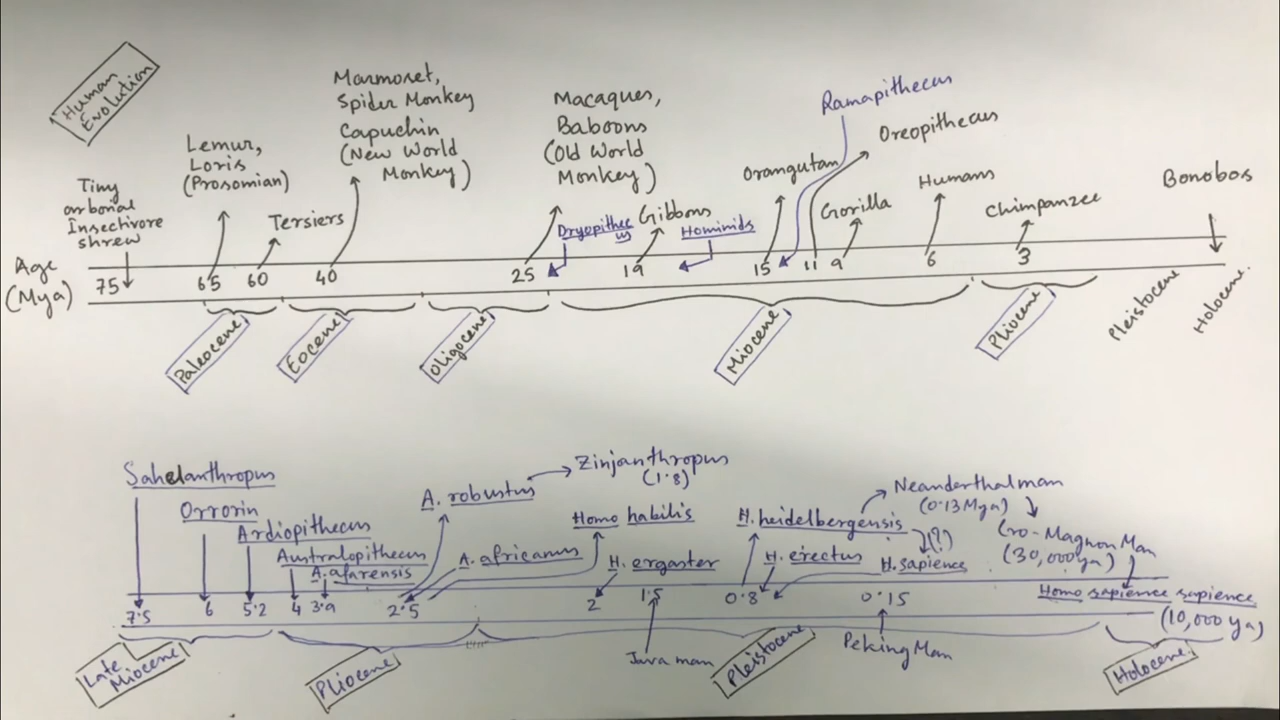 Human
Evolution
Tiny
arborial
Insectivore
shrew
Lemur,
Loris
(Prosomian)
Tersiers
Marmoset,
Spider Monkey
Capuchin
(New World
Monkey)
Macaques,
Baboons
(Old World
Monkey)
Dryopithecus
Gibbons
Hominids
Orangutan
Ramapithecus
Oreopithecus
Gorilla
Humans
Chimpanzee
Bonobos
Age
(Mya)
75 65 60 40 25 19 15 11 9 6 3
Paleocene
Eocene
Oligocene
Miocene
Pliocene
Pleistocene
Holocene.
Sahelanthropus
Orrorin
Ardiopithecus
Australopithecus
A. afarensis
A. robustus
Zinjanthropus
(1.8)
A. africanus
Homo habilis
H. ergaster
H. heidelbergensis
H. erectus
Neanderthal man
(0.13 Mya)
(?)
H. sapience
Cro-Magnon Man
(30,000 ya)
Homo sapience sapience
(10,000 ya)
7.5 6 5.2 4 3.9 2.5 2 1.5 0.8 0.15
Java man
Peking Man
Late
Miocene
Pliocene
Pleistocene
Holocene